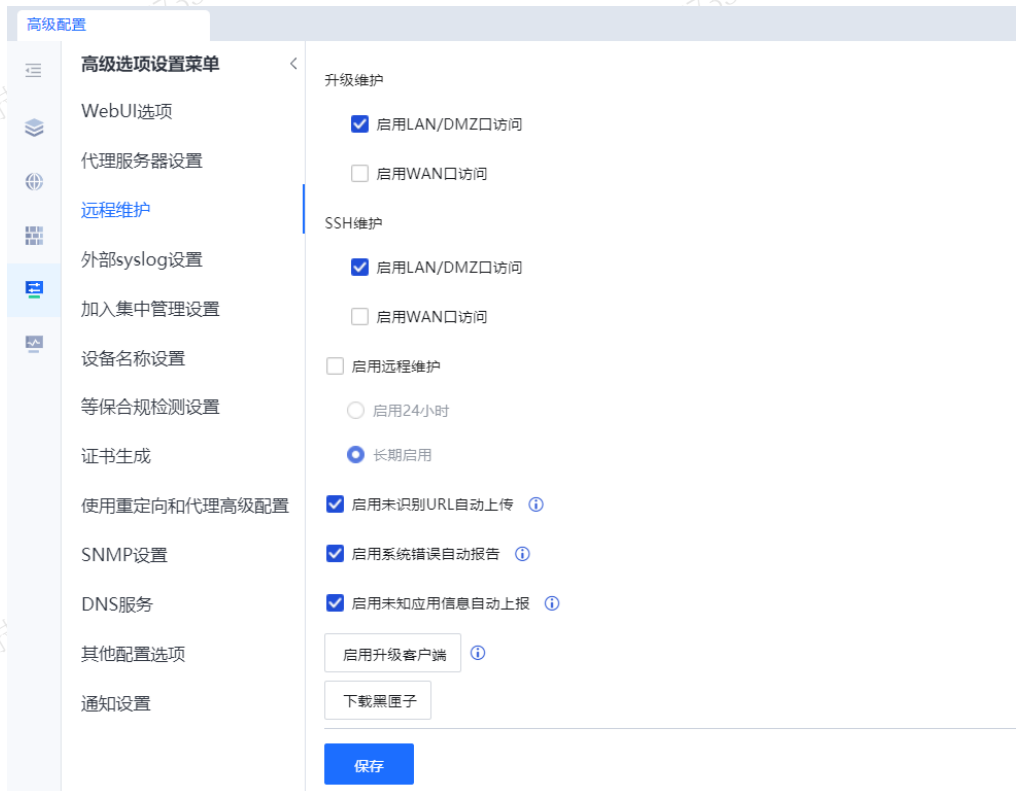 高级配置
高级选项设置菜单
WebUI选项
代理服务器设置
远程维护
外部syslog设置
加入集中管理设置
设备名称设置
等保合规检测设置
证书生成
使用重定向和代理高级配置
SNMP设置
DNS服务
其他配置选项
通知设置
升级维护
启用LAN/DMZ口访问
启用WAN口访问
SSH维护
启用LAN/DMZ口访问
启用WAN口访问
启用远程维护
启用24小时
长期启用
启用未识别URL自动上传
启用系统错误自动报告
启用未知应用信息自动上报
启用升级客户端
下载黑匣子
保存